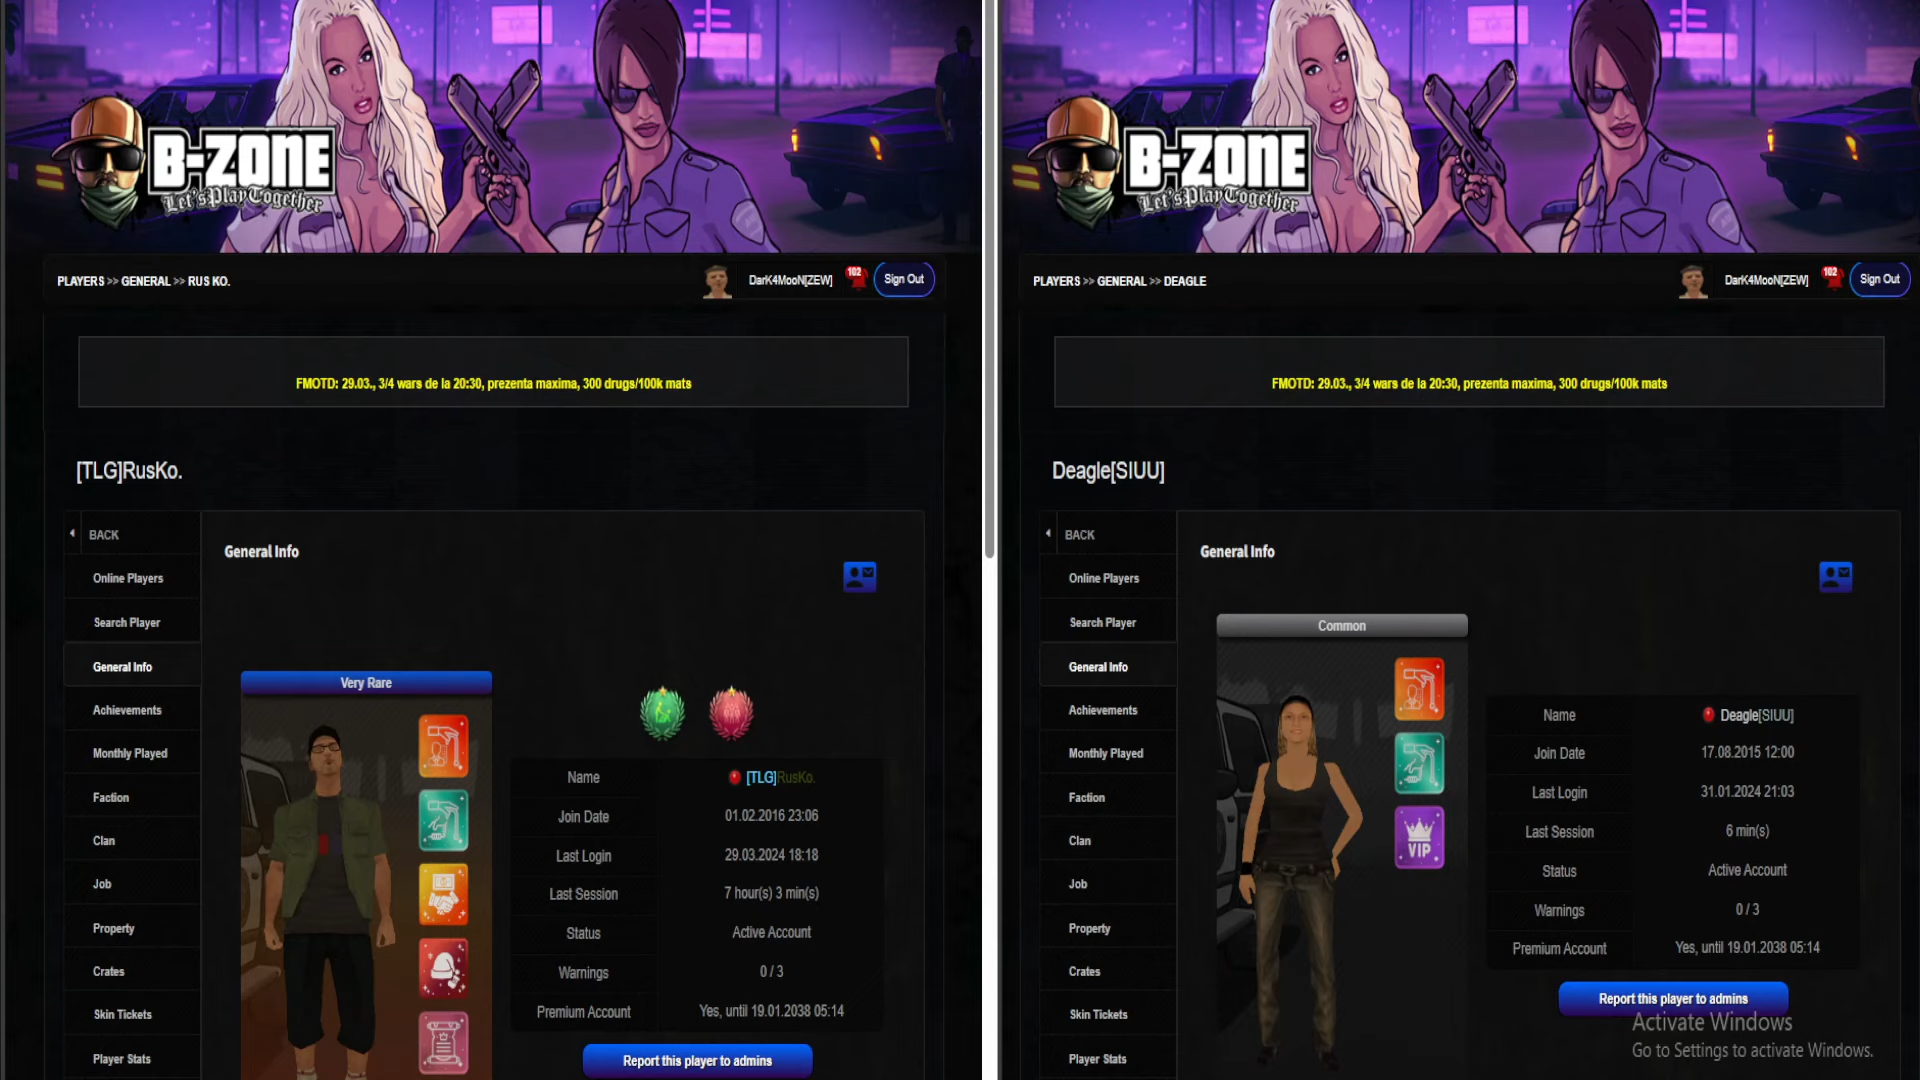 B-ZONE
Let's Play Together
PLAYERS >> GENERAL >> RUS KO.
DarK4MooN[ZEW]
102
Sign Out
FMOTD: 29.03., 3/4 wars de la 20:30, prezenta maxima, 300 drugs/100k mats
[TLG]RusKo.
BACK
Online Players
Search Player
General Info
Achievements
Monthly Played
Faction
Clan
Job
Property
Crates
Skin Tickets
Player Stats
General Info
Very Rare
Name [TLG]RusKo.
Join Date 01.02.2016 23:06
Last Login 29.03.2024 18:18
Last Session 7 hour(s) 3 min(s)
Status Active Account
Warnings 0 / 3
Premium Account Yes, until 19.01.2038 05:14
Report this player to admins
B-ZONE
Let's Play Together
PLAYERS >> GENERAL >> DEAGLE
DarK4MooN[ZEW]
102
Sign Out
FMOTD: 29.03., 3/4 wars de la 20:30, prezenta maxima, 300 drugs/100k mats
Deagle[SIUU]
BACK
Online Players
Search Player
General Info
Achievements
Monthly Played
Faction
Clan
Job
Property
Crates
Skin Tickets
Player Stats
General Info
Common
VIP
Name Deagle[SIUU]
Join Date 17.08.2015 12:00
Last Login 31.01.2024 21:03
Last Session 6 min(s)
Status Active Account
Warnings 0 / 3
Premium Account Yes, until 19.01.2038 05:14
Report this player to admins
Activate Windows
Go to Settings to activate Windows.